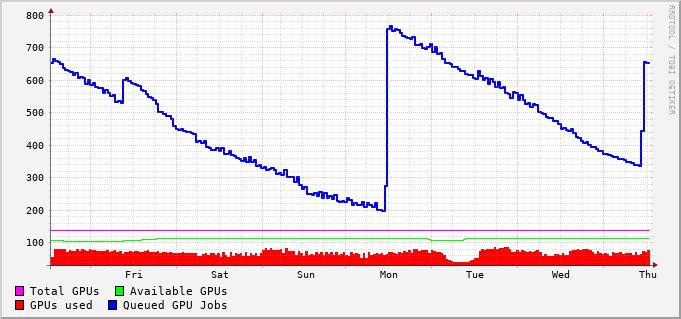 800
700
600
500
400
300
200
100
Fri Sat Sun Mon Tue Wed Thu
Total GPUs Available GPUs
GPUs used Queued GPU Jobs
RRDTOOL / TOBI OETIKER